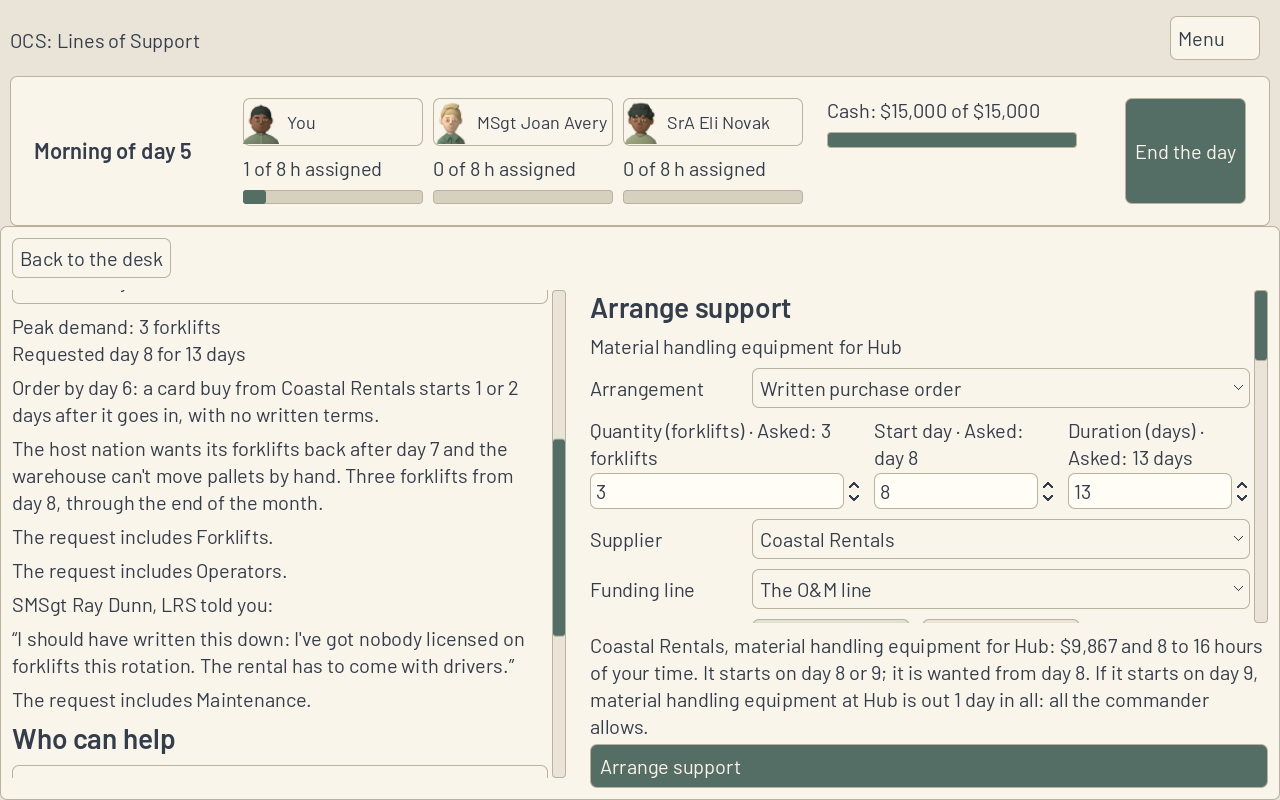 OCS: Lines of Support
Menu
Morning of day 5
You
1 of 8 h assigned
MSgt Joan Avery
0 of 8 h assigned
SrA Eli Novak
0 of 8 h assigned
Cash: $15,000 of $15,000
End the day
Back to the desk
Peak demand: 3 forklifts
Requested day 8 for 13 days
Order by day 6: a card buy from Coastal Rentals starts 1 or 2
days after it goes in, with no written terms.
The host nation wants its forklifts back after day 7 and the
warehouse can't move pallets by hand. Three forklifts from
day 8, through the end of the month.
The request includes Forklifts.
The request includes Operators.
SMSgt Ray Dunn, LRS told you:
“I should have written this down: I've got nobody licensed on
forklifts this rotation. The rental has to come with drivers.”
The request includes Maintenance.
Who can help
Arrange support
Material handling equipment for Hub
Arrangement
Written purchase order
Quantity (forklifts) · Asked: 3
forklifts
3
Start day · Asked:
day 8
8
Duration (days) ·
Asked: 13 days
13
Supplier
Coastal Rentals
Funding line
The O&M line
Coastal Rentals, material handling equipment for Hub: $9,867 and 8 to 16 hours
of your time. It starts on day 8 or 9; it is wanted from day 8. If it starts on day 9,
material handling equipment at Hub is out 1 day in all: all the commander
allows.
Arrange support